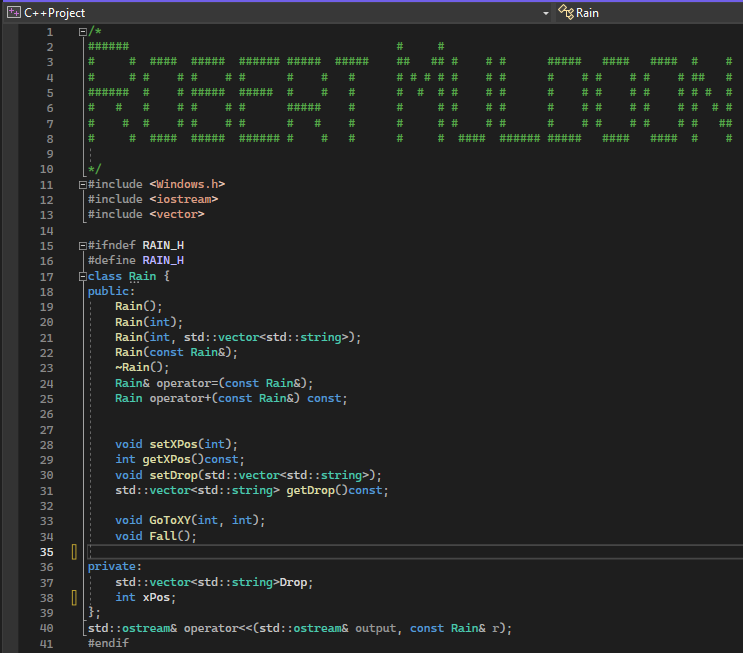 C++Project Rain
1 /*
2 ###### # #
3 # # #### ##### ###### ##### ##### ## ## # # # ##### #### #### # #
4 # # # # # # # # # # # # # # # # # # # # # # # ## #
5 ###### # # ##### ##### # # # # # # # # # # # # # # # # # #
6 # # # # # # # ##### # # # # # # # # # # # # # # #
7 # # # # # # # # # # # # # # # # # # # # # ##
8 # # #### ##### ###### # # # # # #### ###### ##### #### #### # #
9
10 */
11 #include <Windows.h>
12 #include <iostream>
13 #include <vector>
14
15 #ifndef RAIN_H
16 #define RAIN_H
17 class Rain {
18 public:
19 Rain();
20 Rain(int);
21 Rain(int, std::vector<std::string>);
22 Rain(const Rain&);
23 ~Rain();
24 Rain& operator=(const Rain&);
25 Rain operator+(const Rain&) const;
26
27
28 void setXPos(int);
29 int getXPos()const;
30 void setDrop(std::vector<std::string>);
31 std::vector<std::string> getDrop()const;
32
33 void GoToXY(int, int);
34 void Fall();
35
36 private:
37 std::vector<std::string>Drop;
38 int xPos;
39 };
40 std::ostream& operator<<(std::ostream& output, const Rain& r);
41 #endif